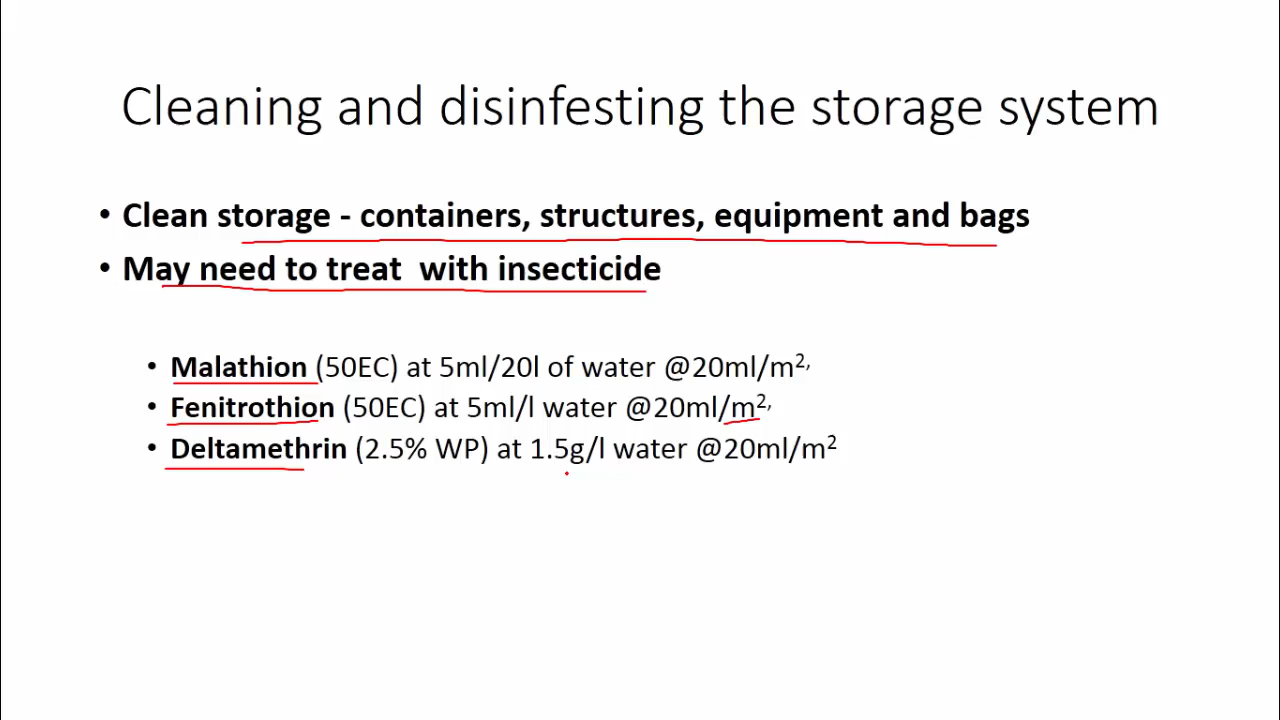 Cleaning and disinfesting the storage system
• Clean storage - containers, structures, equipment and bags
• May need to treat  with insecticide
• Malathion (50EC) at 5ml/20l of water @20ml/m²,
• Fenitrothion (50EC) at 5ml/l water @20ml/m²,
• Deltamethrin (2.5% WP) at 1.5g/l water @20ml/m²